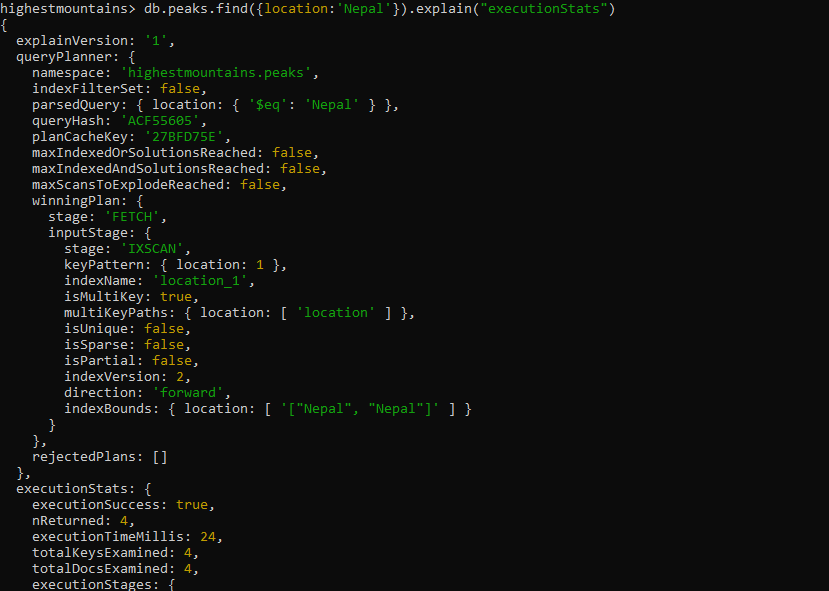 highestmountains> db.peaks.find({location:'Nepal'}).explain("executionStats")
{
  explainVersion: '1',
  queryPlanner: {
    namespace: 'highestmountains.peaks',
    indexFilterSet: false,
    parsedQuery: { location: { '$eq': 'Nepal' } },
    queryHash: 'ACF55605',
    planCacheKey: '27BFD75E',
    maxIndexedOrSolutionsReached: false,
    maxIndexedAndSolutionsReached: false,
    maxScansToExplodeReached: false,
    winningPlan: {
      stage: 'FETCH',
      inputStage: {
        stage: 'IXSCAN',
        keyPattern: { location: 1 },
        indexName: 'location_1',
        isMultiKey: true,
        multiKeyPaths: { location: [ 'location' ] },
        isUnique: false,
        isSparse: false,
        isPartial: false,
        indexVersion: 2,
        direction: 'forward',
        indexBounds: { location: [ '["Nepal", "Nepal"]' ] }
      }
    },
    rejectedPlans: []
  },
  executionStats: {
    executionSuccess: true,
    nReturned: 4,
    executionTimeMillis: 24,
    totalKeysExamined: 4,
    totalDocsExamined: 4,
    executionStages: {